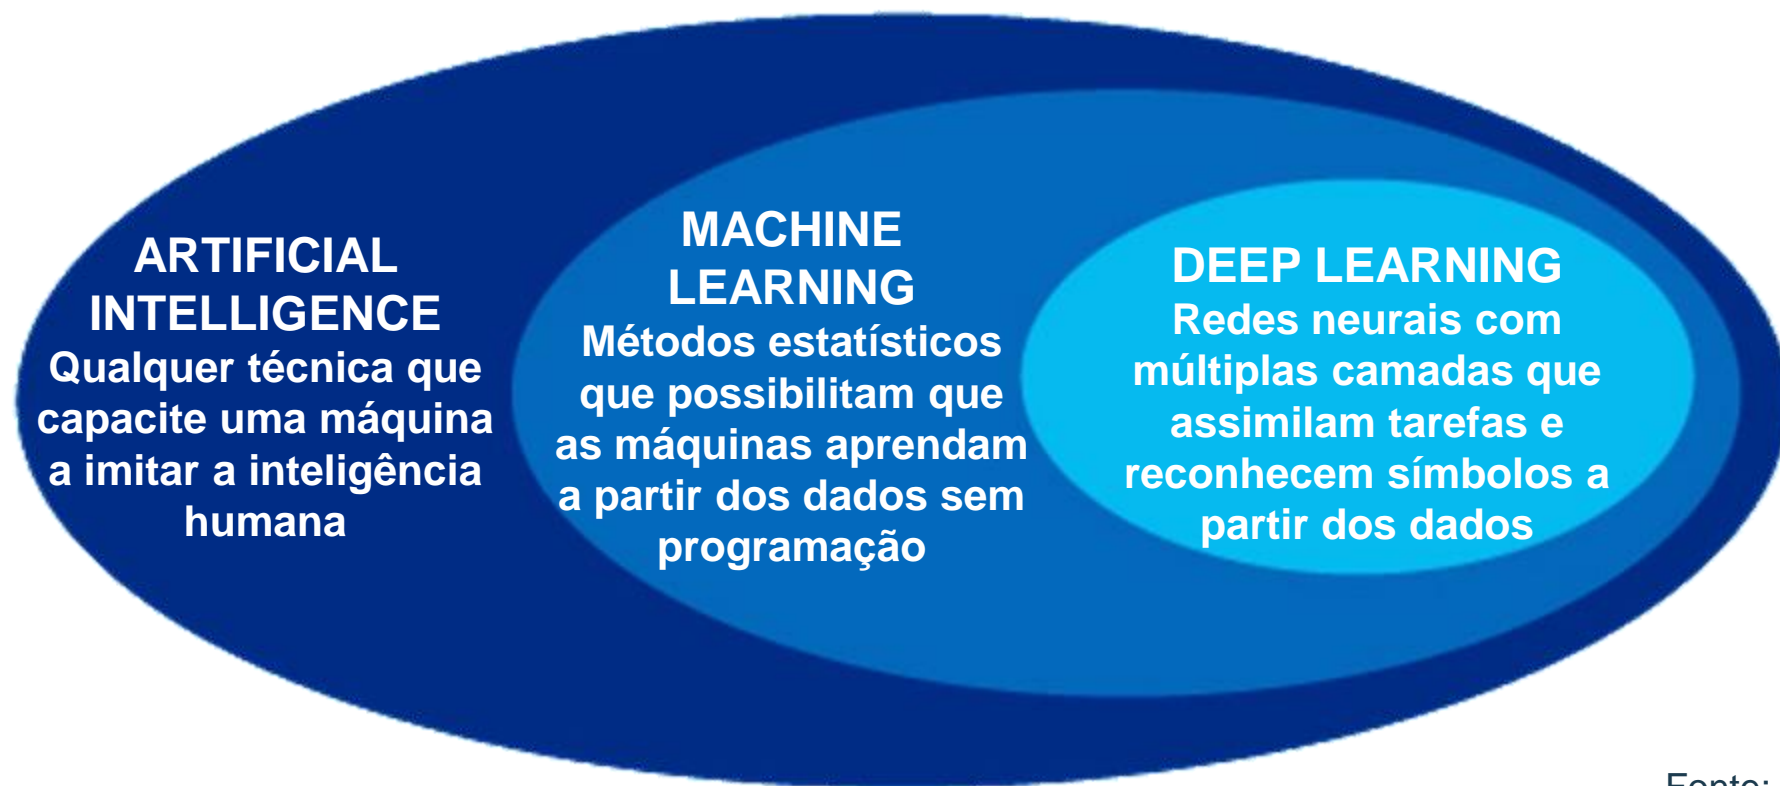 ARTIFICIAL
INTELLIGENCE
Qualquer técnica que
capacite uma máquina
a imitar a inteligência
humana
MACHINE
LEARNING
Métodos estatísticos
que possibilitam que
as máquinas aprendam
a partir dos dados sem
programação
DEEP LEARNING
Redes neurais com
múltiplas camadas que
assimilam tarefas e
reconhecem símbolos a
partir dos dados
Fonte: